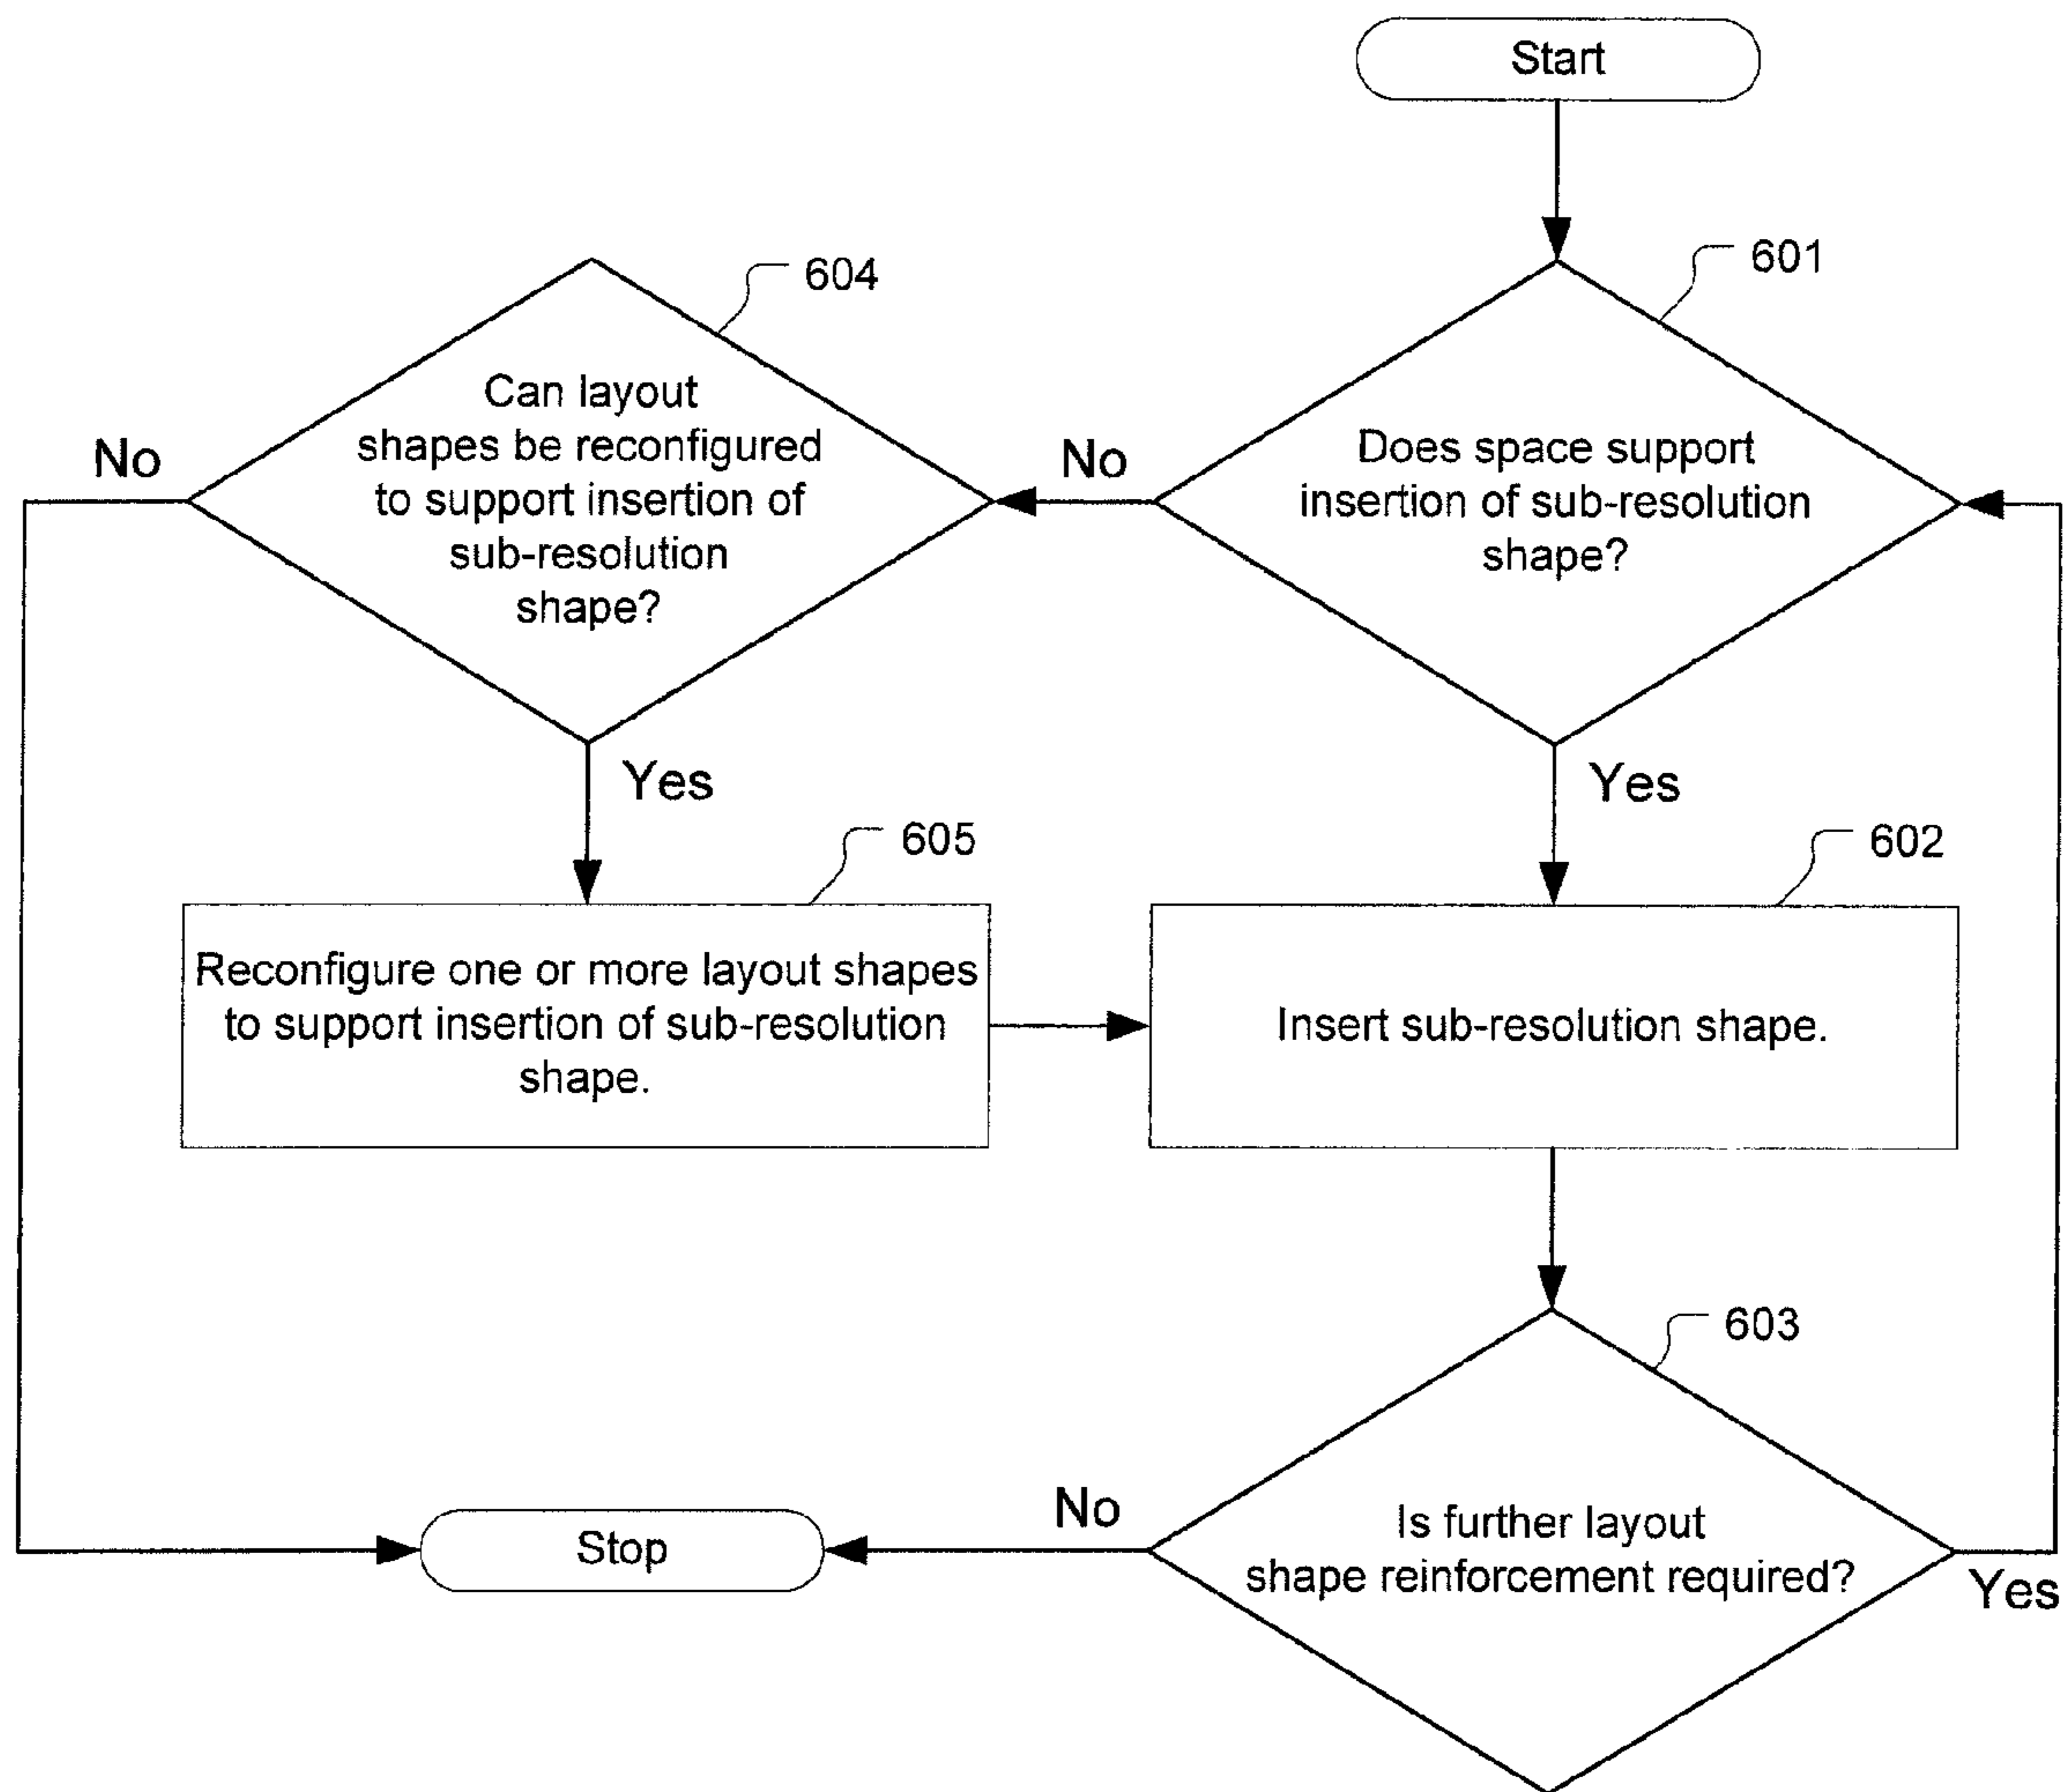 Start
601
Does space support
insertion of sub-resolution
shape?
No
Yes
604
Can layout
shapes be reconfigured
to support insertion of
sub-resolution
shape?
No
Yes
605
Reconfigure one or more layout shapes
to support insertion of sub-resolution
shape.
602
Insert sub-resolution shape.
603
Is further layout
shape reinforcement required?
No
Yes
Stop